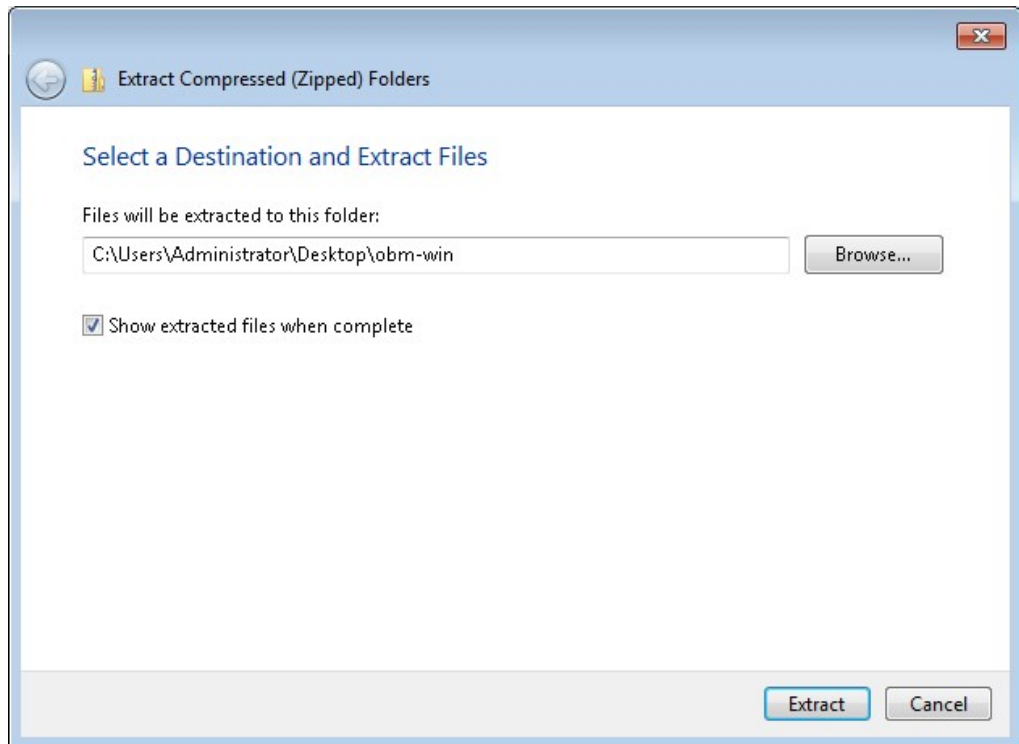 Extract Compressed (Zipped) Folders
Select a Destination and Extract Files
Files will be extracted to this folder:
C:\Users\Administrator\Desktop\obm-win
Browse...
Show extracted files when complete
Extract
Cancel